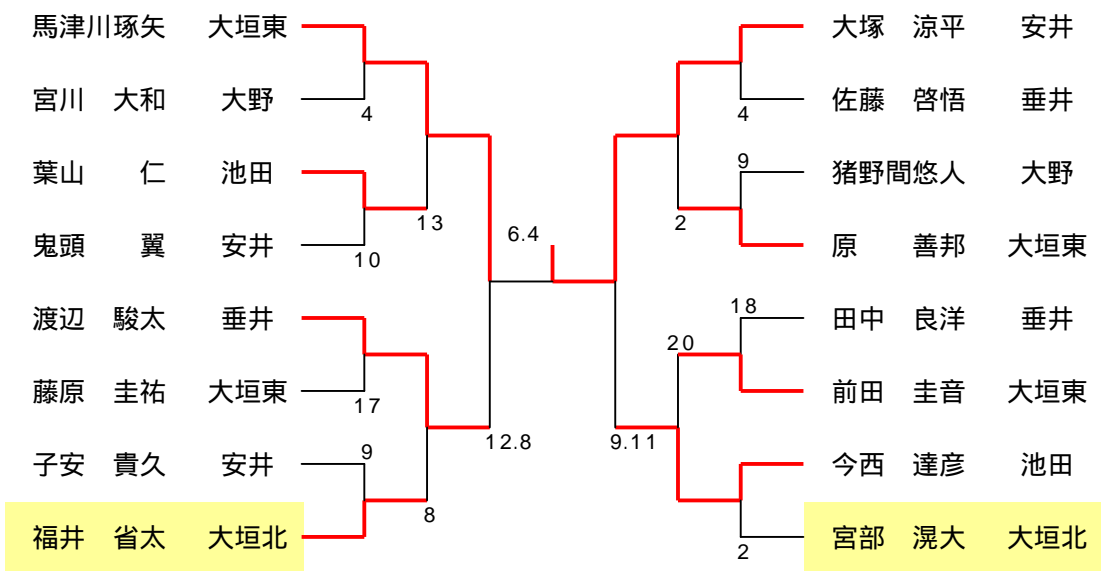 馬津川琢矢 大垣東
宮川 大和 大野
4
葉山 仁 池田
13
鬼頭 翼 安井
10
渡辺 駿太 垂井
藤原 圭祐 大垣東
17
12.8
子安 貴久 安井
9
8
福井 省太 大垣北
6.4
大塚 涼平 安井
佐藤 啓悟 垂井
4
9
猪野間悠人 大野
2
原 善邦 大垣東
18
田中 良洋 垂井
20
前田 圭音 大垣東
9.11
今西 達彦 池田
宮部 滉大 大垣北
2